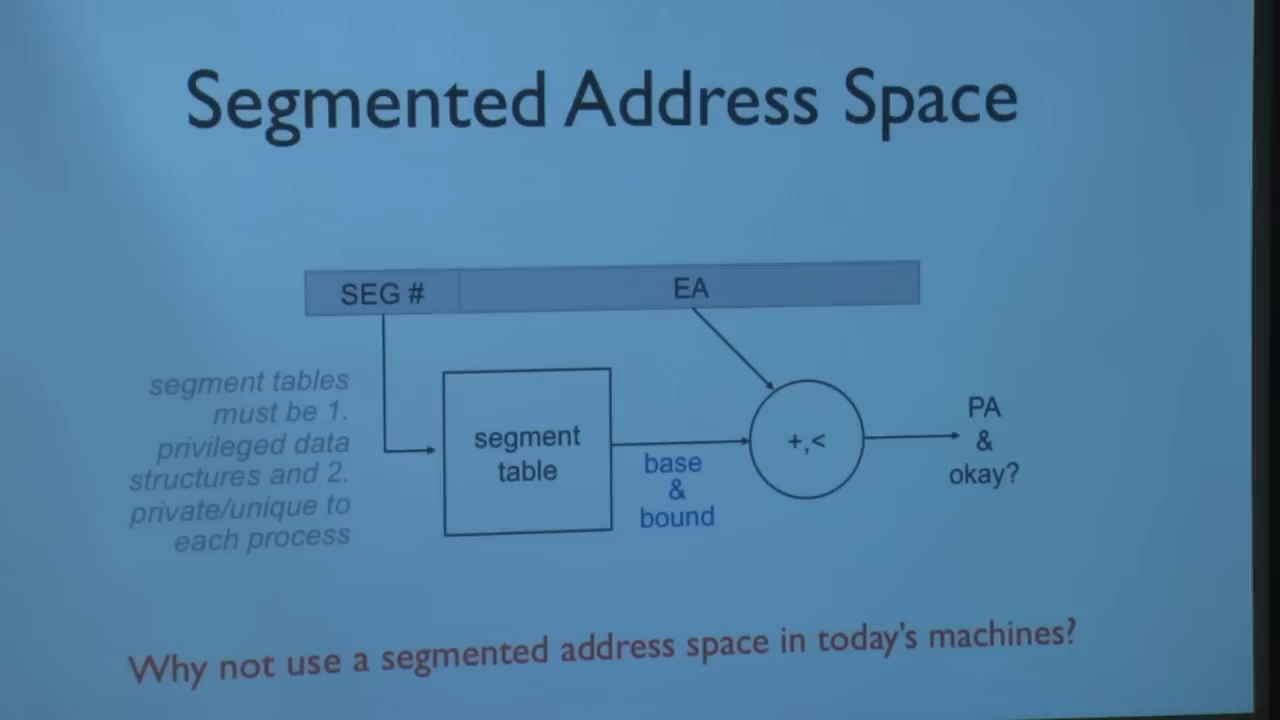 Segmented Address Space
SEG #
EA
segment tables
must be 1.
privileged data
structures and 2.
private/unique to
each process
segment
table
base
&
bound
+,<
PA
&
okay?
Why not use a segmented address space in today's machines?